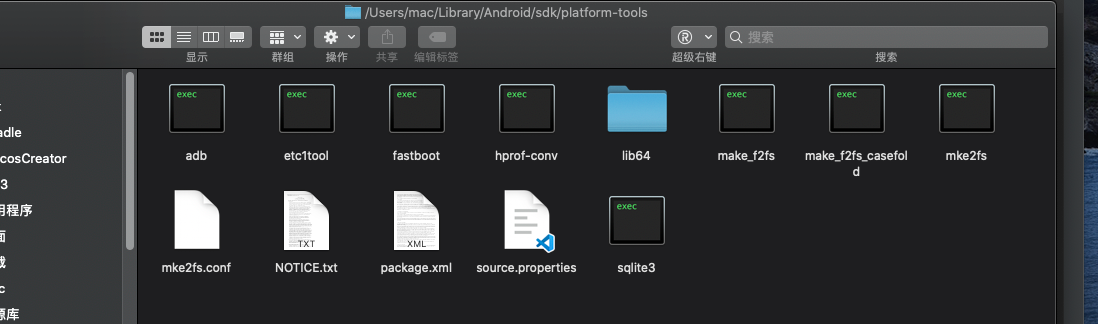 /Users/mac/Library/Android/sdk/platform-tools
搜索
显示
群组
操作
共享
编辑标签
超级右键
搜索
adle
cosCreator
3
用程序
面
载
c
源库
exec
exec
exec
exec
exec
exec
exec
adb
etc1tool
fastboot
hprof-conv
lib64
make_f2fs
make_f2fs_casefol
d
mke2fs
TXT
XML
exec
mke2fs.conf
NOTICE.txt
package.xml
source.properties
sqlite3